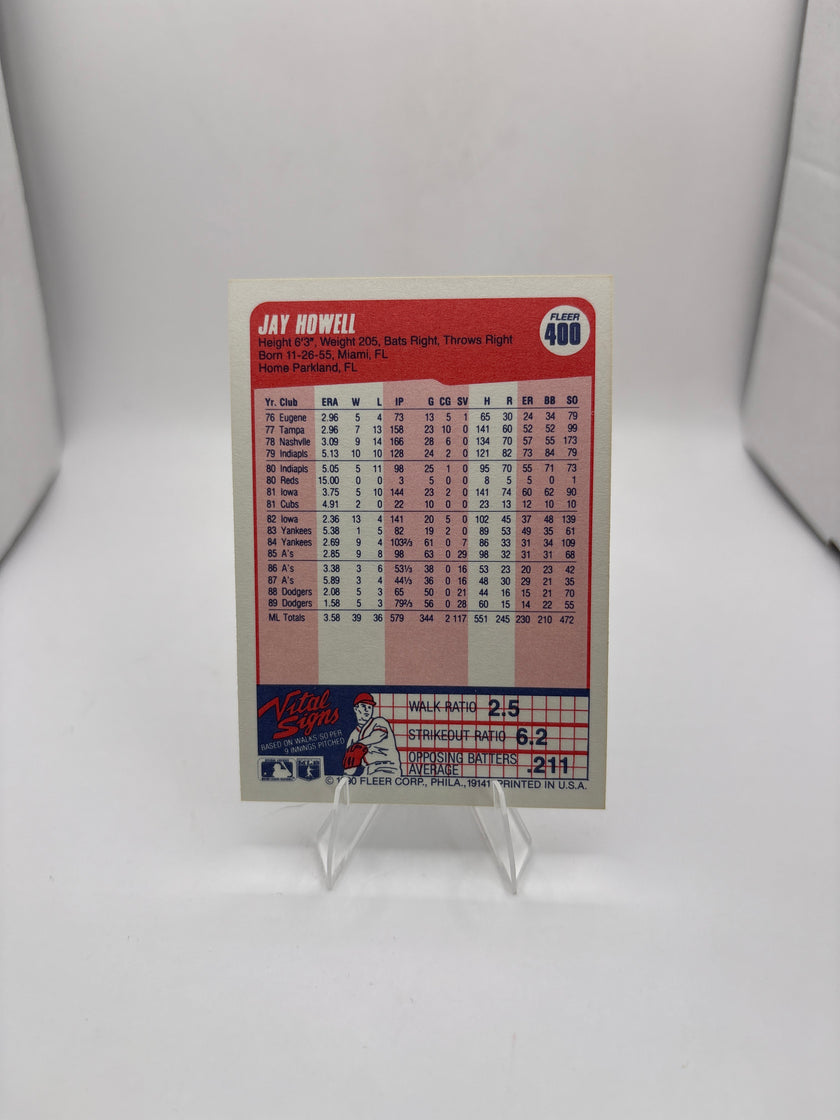 JAY HOWELL
FLEER
400
Height 6'3", Weight 205, Bats Right, Throws Right
Born 11-26-55, Miami, FL
Home Parkland, FL
Yr. Club ERA W L IP G CG SV H R ER BB SO
76 Eugene 2.96 5 4 73 13 5 1 65 30 24 34 79
77 Tampa 2.96 7 13 158 23 10 0 141 60 52 52 99
78 Nashvlle 3.09 9 14 166 28 6 0 134 70 57 55 173
79 Indiapls 5.13 10 10 128 24 2 0 121 82 73 84 79
80 Indiapls 5.05 5 11 98 25 1 0 95 70 55 71 73
80 Reds 15.00 0 0 3 5 0 0 8 5 5 0 1
81 Iowa 3.75 5 10 144 23 2 0 141 74 60 62 90
81 Cubs 4.91 2 0 22 10 0 0 23 13 12 10 10
82 Iowa 2.36 13 4 141 20 5 0 102 45 37 48 139
83 Yankees 5.38 1 5 82 19 2 0 89 53 49 35 61
84 Yankees 2.69 9 4 103⅔ 61 0 7 86 33 31 34 109
85 A's 2.85 9 8 98 63 0 29 98 32 31 31 68
86 A's 3.38 3 6 53⅓ 38 0 16 53 23 20 23 42
87 A's 5.89 3 4 44⅓ 36 0 16 48 30 29 21 35
88 Dodgers 2.08 5 3 65 50 0 21 44 16 15 21 70
89 Dodgers 1.58 5 3 79⅔ 56 0 28 60 15 14 22 55
ML Totals 3.58 39 36 579 344 2 117 551 245 230 210 472
Vital
Signs
BASED ON WALKS/SO PER
9 INNINGS PITCHED
WALK RATIO 2.5
STRIKEOUT RATIO 6.2
OPPOSING BATTERS
AVERAGE .211
© 1990 FLEER CORP., PHILA., 19141 PRINTED IN U.S.A.